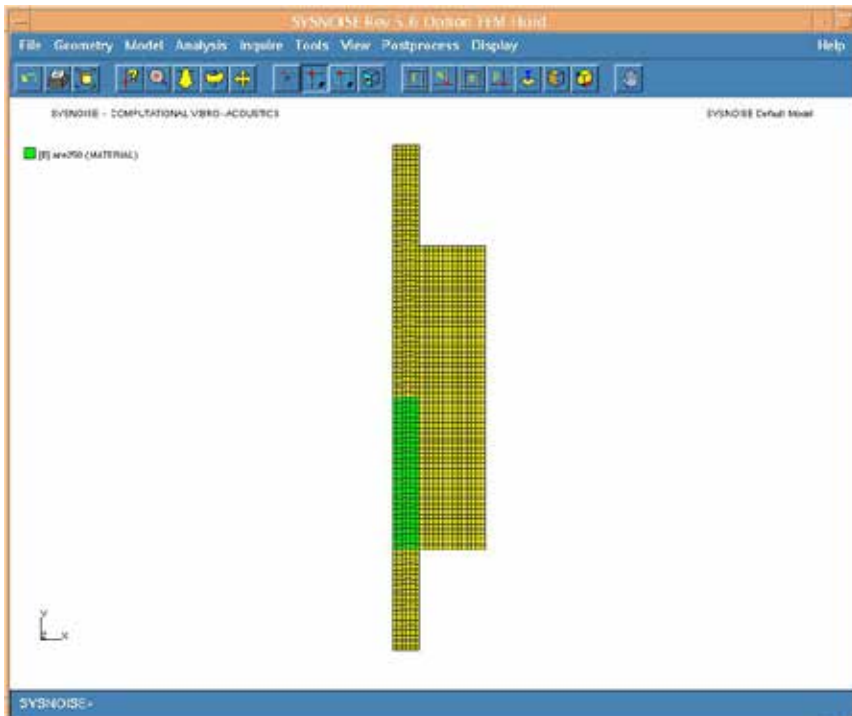 SYSNOISE Rev 5.6 Option FEM Fluid
File Geometry Model Analysis Inquire Tools View Postprocess Display Help
SYSNOISE - COMPUTATIONAL VIBRO-ACOUSTICS
SYSNOISE Default Model
(MATERIAL)
Y
Z X
SYSNOISE>